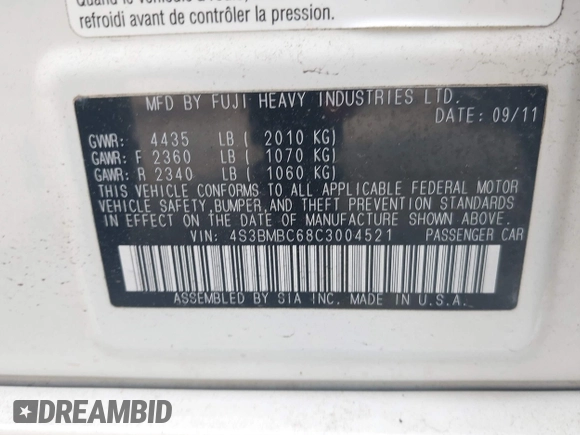 refroidi avant de contrôler la pression.
MFD BY FUJI HEAVY INDUSTRIES LTD.
DATE: 09/11
GVWR: 4435 LB ( 2010 KG)
GAWR: F 2360 LB ( 1070 KG)
GAWR: R 2340 LB ( 1060 KG)
THIS VEHICLE CONFORMS TO ALL APPLICABLE FEDERAL MOTOR
VEHICLE SAFETY, BUMPER, AND THEFT PREVENTION STANDARDS
IN EFFECT ON THE DATE OF MANUFACTURE SHOWN ABOVE.
VIN: 4S3BMBC68C3004521 PASSENGER CAR
ASSEMBLED BY SIA INC. MADE IN U.S.A.
DREAMBID